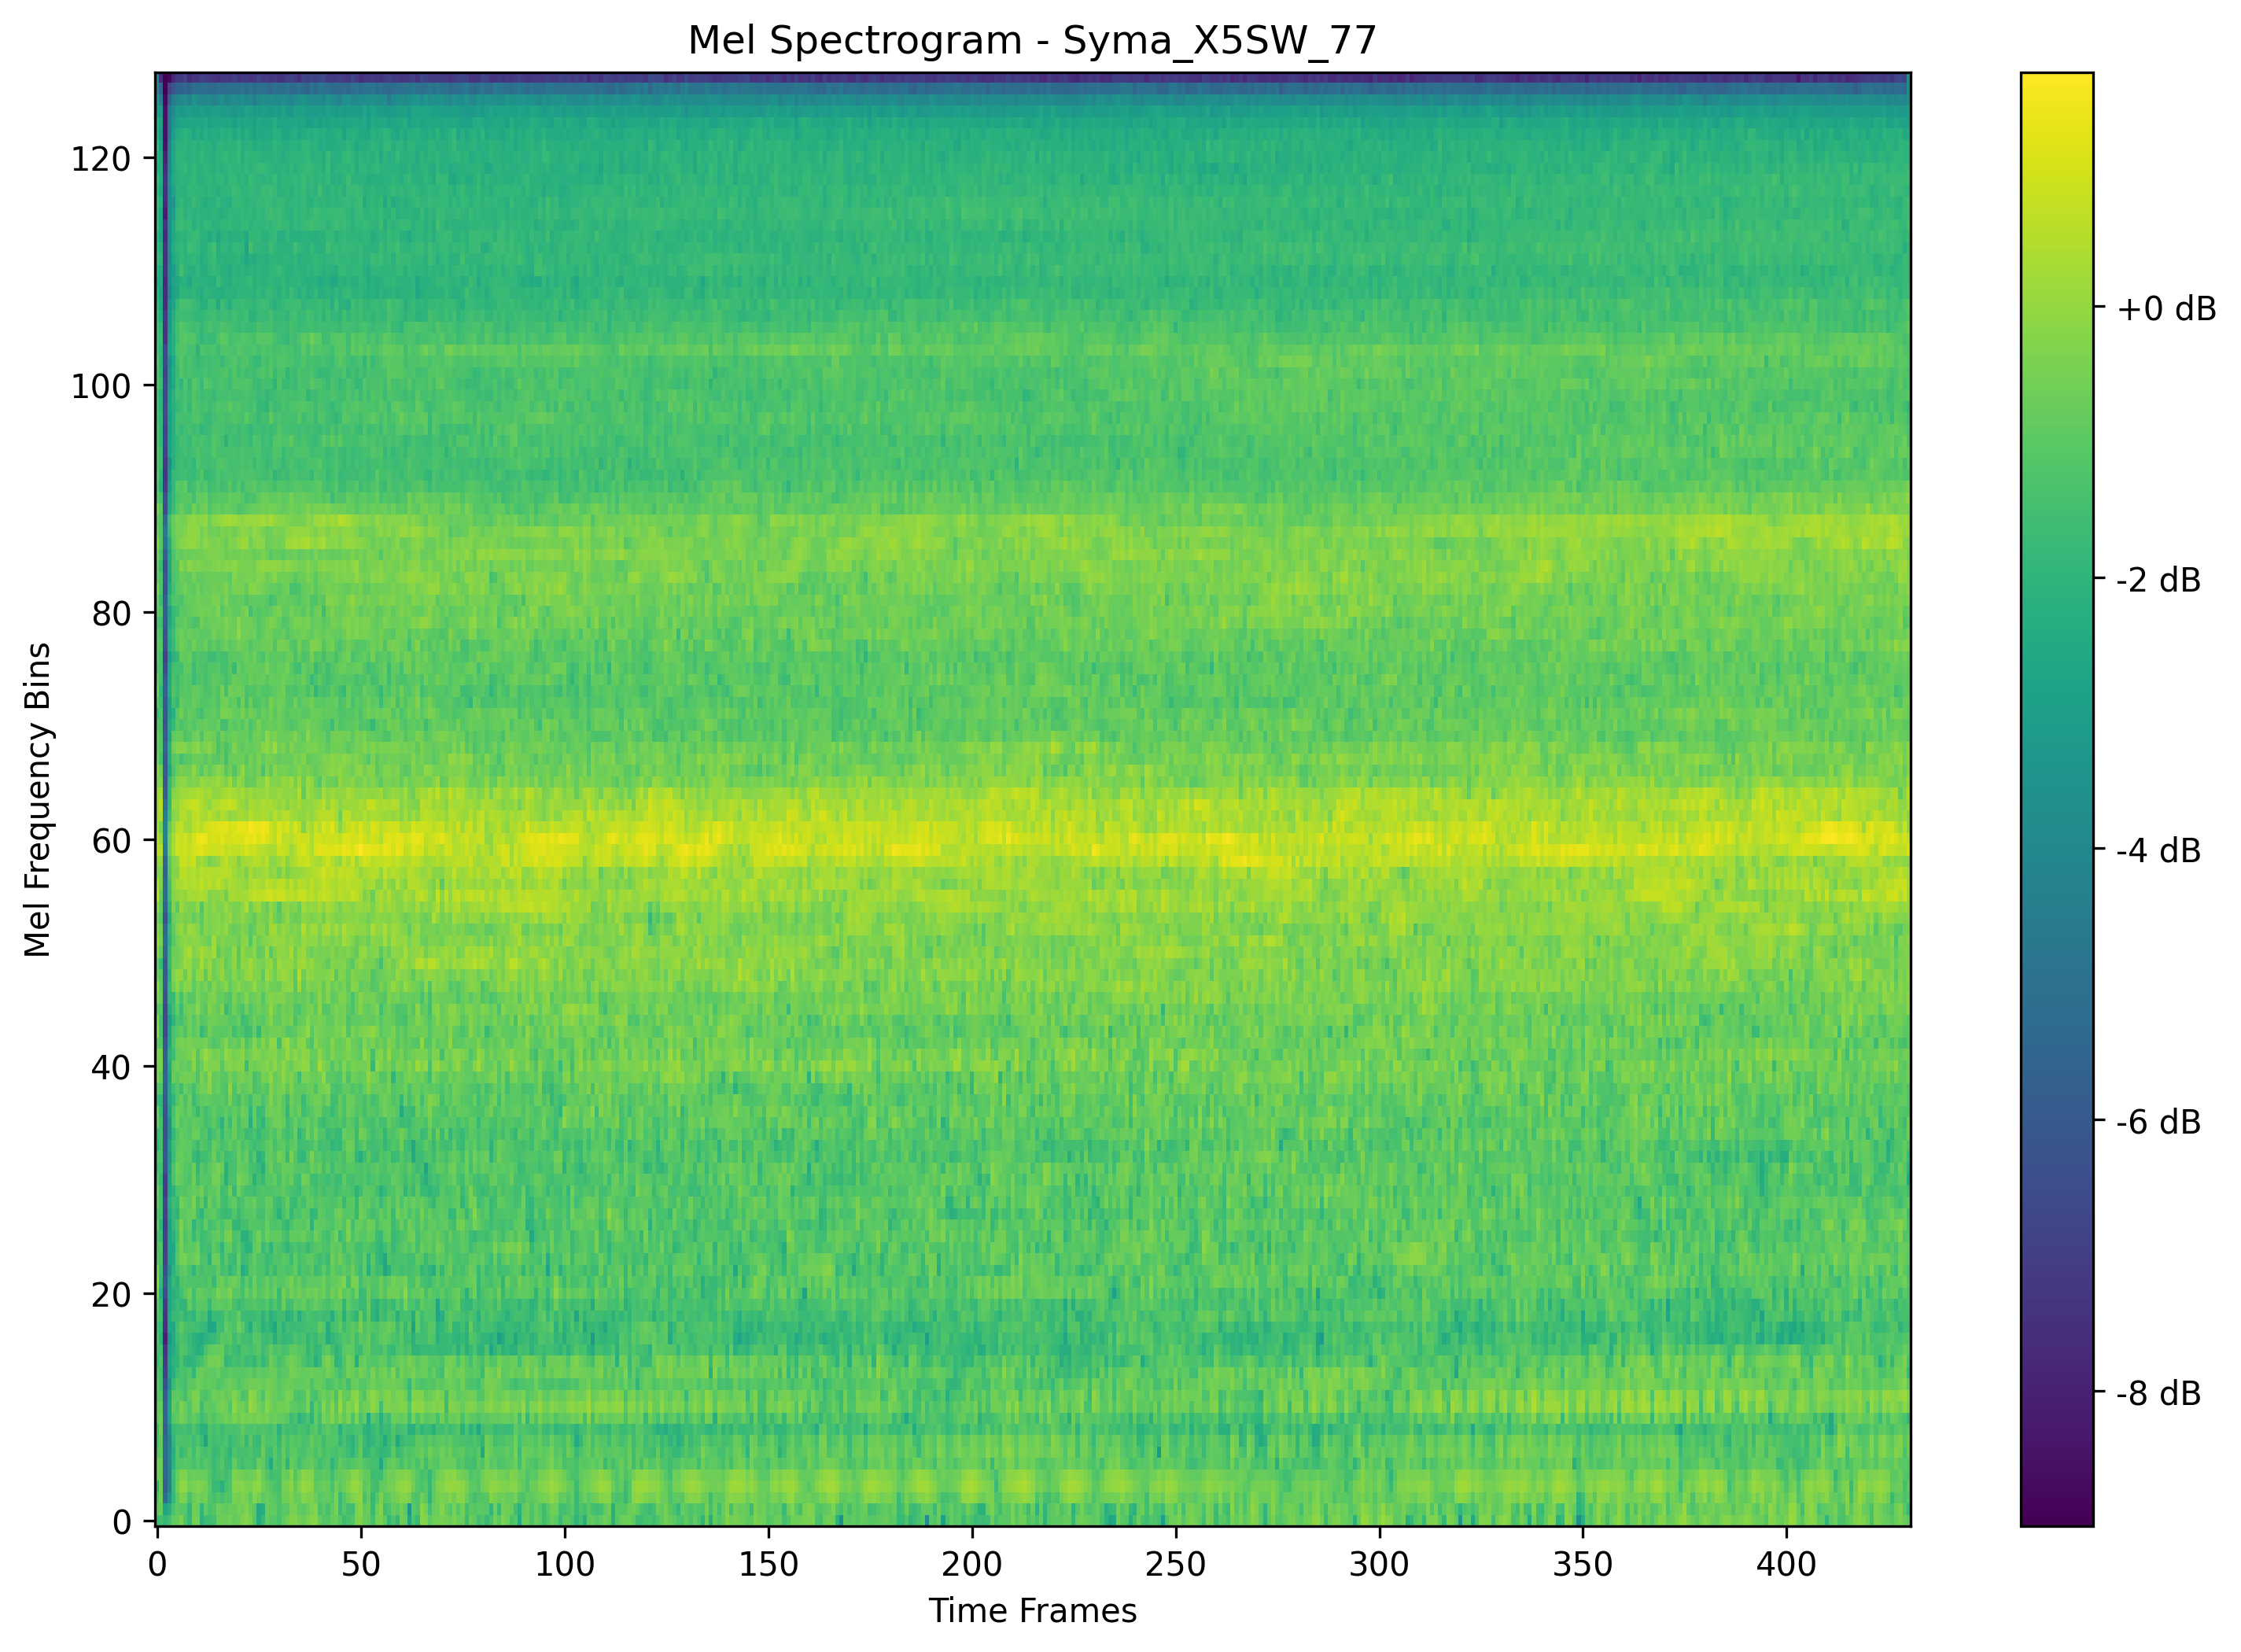 Mel Spectrogram - Syma_X5SW_77
Mel Frequency Bins
120
100
80
60
40
20
0
0 50 100 150 200 250 300 350 400
Time Frames
+0 dB
-2 dB
-4 dB
-6 dB
-8 dB